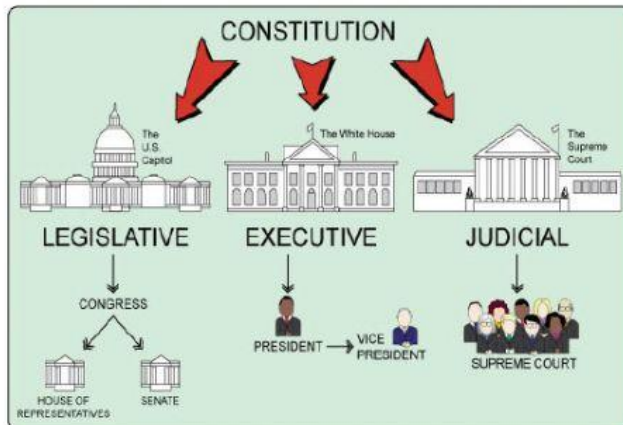 CONSTITUTION
The
U.S.
Capitol
The White House
The
Supreme
Court
LEGISLATIVE
EXECUTIVE
JUDICIAL
CONGRESS
PRESIDENT
VICE
PRESIDENT
SUPREME COURT
HOUSE OF
REPRESENTATIVES
SENATE